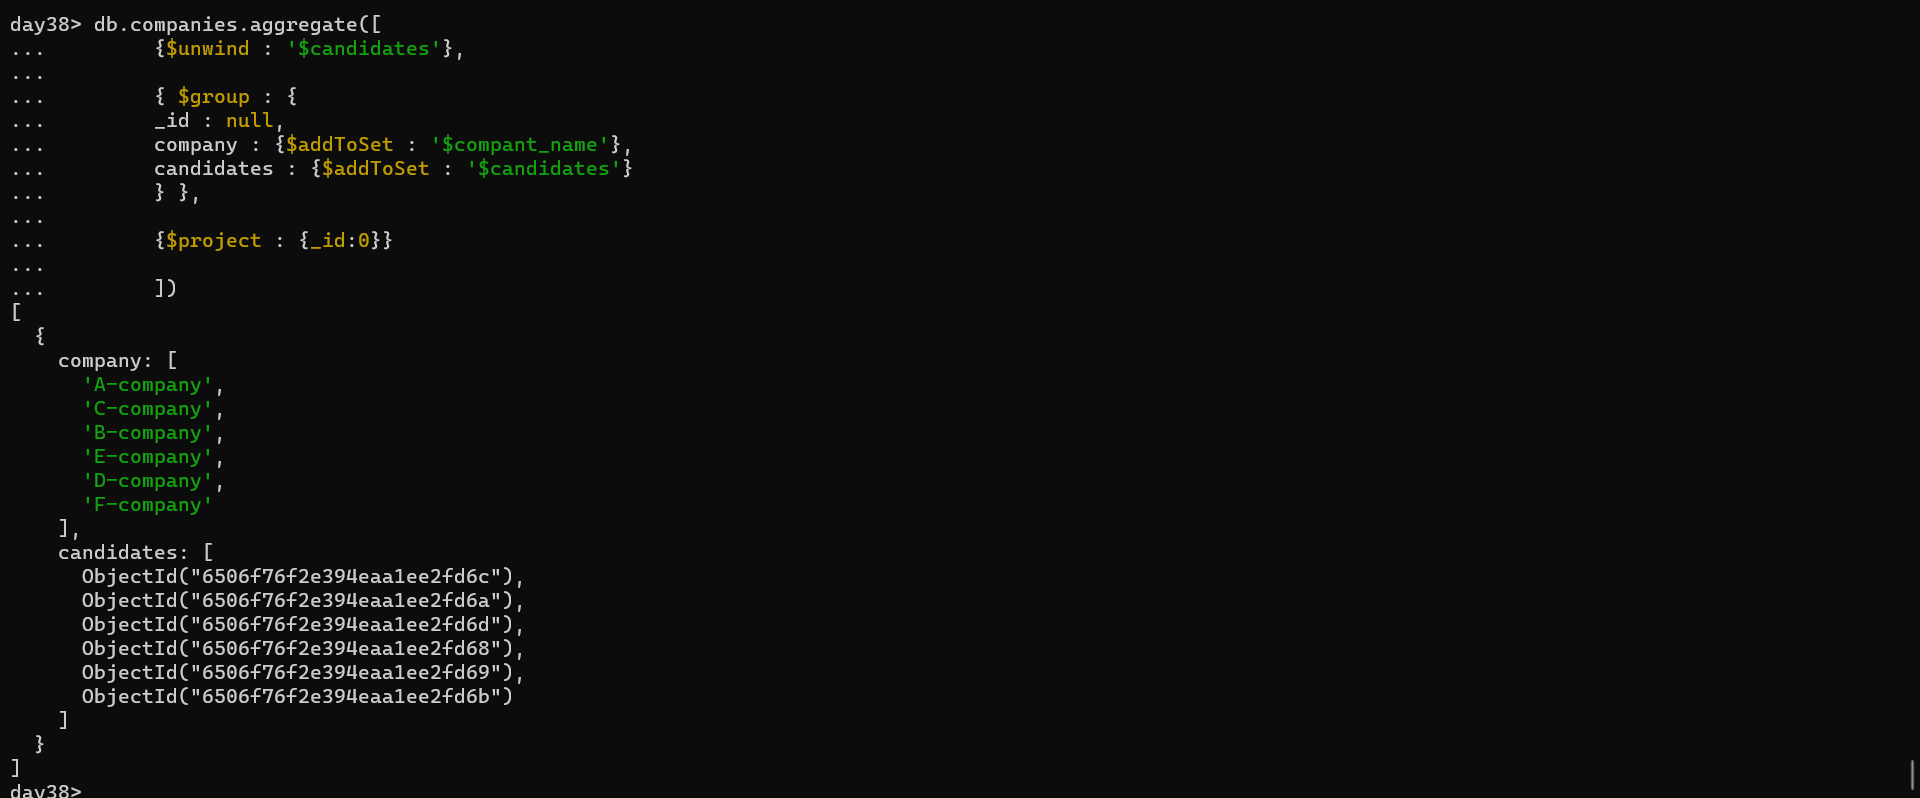 day38> db.companies.aggregate([
...         {$unwind : '$candidates'},
...
...         { $group : {
...         _id : null,
...         company : {$addToSet : '$compant_name'},
...         candidates : {$addToSet : '$candidates'}
...         } },
...
...         {$project : {_id:0}}
...
...         ])
[
  {
    company: [
      'A-company',
      'C-company',
      'B-company',
      'E-company',
      'D-company',
      'F-company'
    ],
    candidates: [
      ObjectId("6506f76f2e394eaa1ee2fd6c"),
      ObjectId("6506f76f2e394eaa1ee2fd6a"),
      ObjectId("6506f76f2e394eaa1ee2fd6d"),
      ObjectId("6506f76f2e394eaa1ee2fd68"),
      ObjectId("6506f76f2e394eaa1ee2fd69"),
      ObjectId("6506f76f2e394eaa1ee2fd6b")
    ]
  }
]
day38>